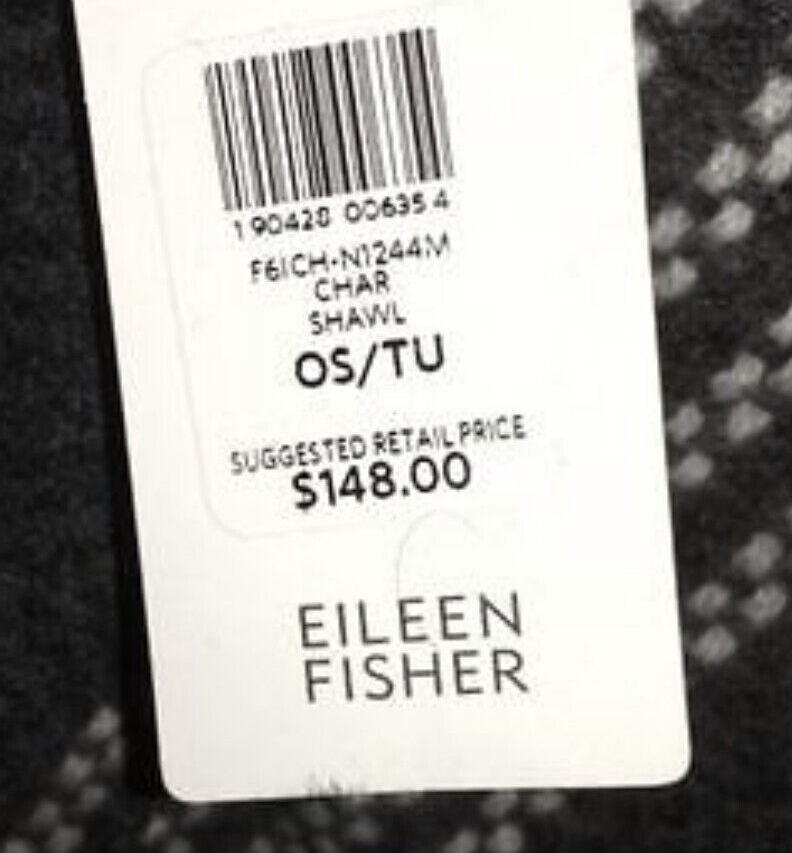 1 90428 00635 4
F6ICH-N1244M
CHAR
SHAWL
OS/TU
SUGGESTED RETAIL PRICE
$148.00
EILEEN
FISHER